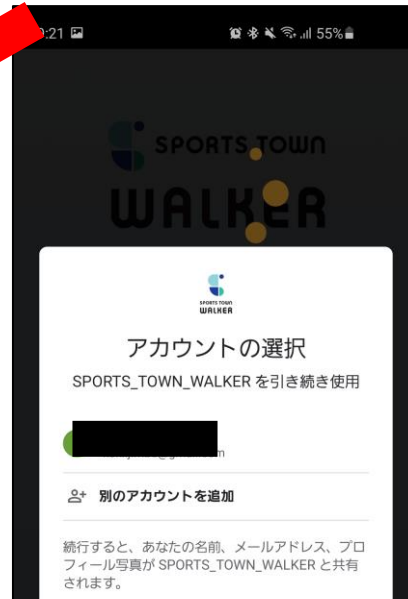 :21
55%
SPORTS TOWN
WALKER
SPORTS TOWN
WALKER
アカウントの選択
SPORTS_TOWN_WALKER を引き続き使用
別のアカウントを追加
続行すると、あなたの名前、メールアドレス、プロ
フィール写真が SPORTS_TOWN_WALKER と共有
されます。